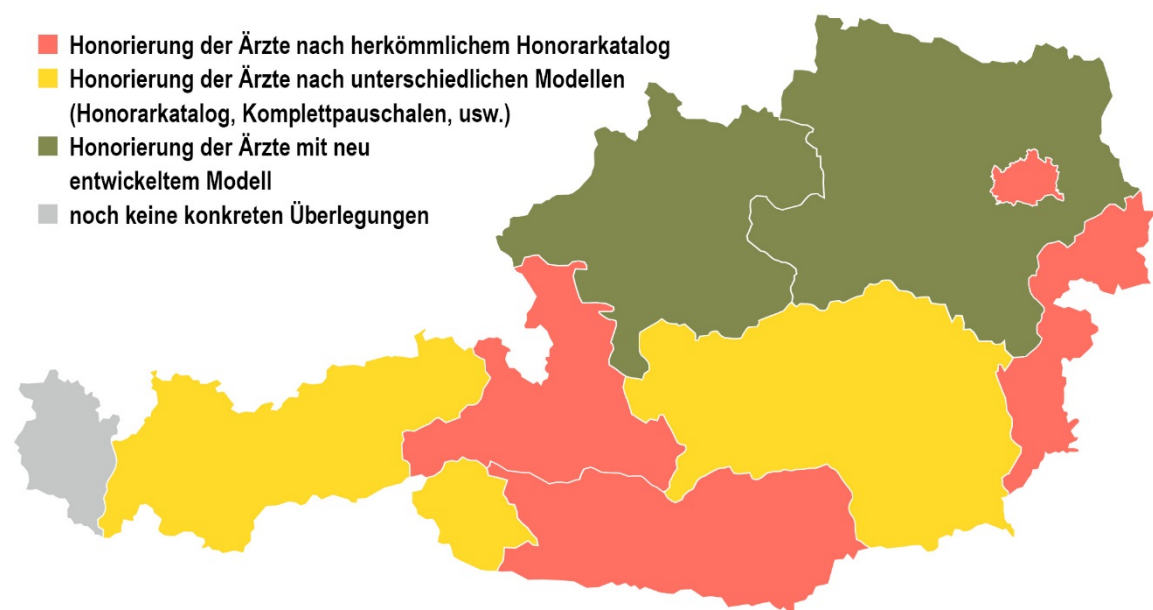 Honorierung der Ärzte nach herkömmlichem Honorarkatalog
Honorierung der Ärzte nach unterschiedlichen Modellen
(Honorarkatalog, Komplettpauschalen, usw.)
Honorierung der Ärzte mit neu
entwickeltem Modell
noch keine konkreten Überlegungen